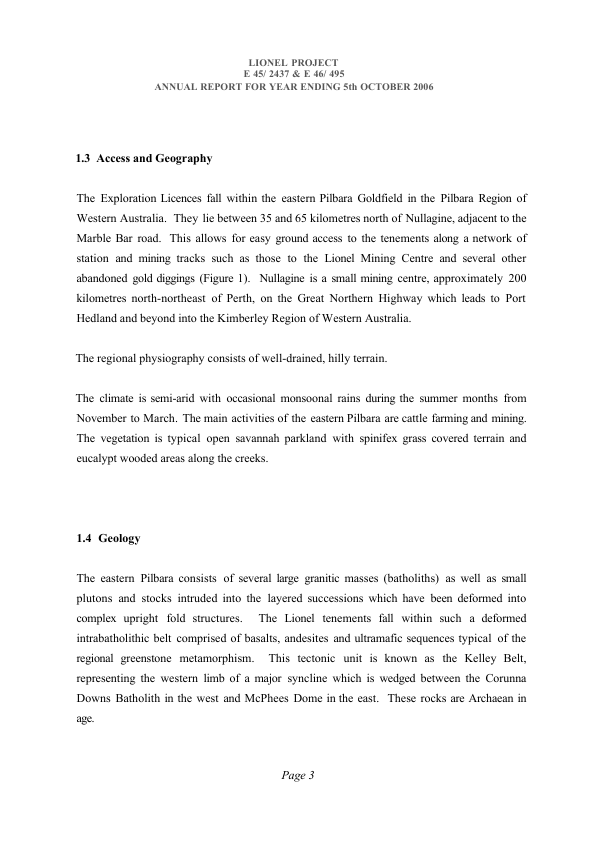 LIONEL PROJECT
E 45/ 2437 & E 46/ 495
ANNUAL REPORT FOR YEAR ENDING 5th OCTOBER 2006
1.3 Access and Geography
The Exploration Licences fall within the eastern Pilbara Goldfield in the Pilbara Region of
Western Australia. They lie between 35 and 65 kilometres north of Nullagine, adjacent to the
Marble Bar road. This allows for easy ground access to the tenements along a network of
station and mining tracks such as those to the Lionel Mining Centre and several other
abandoned gold diggings (Figure 1). Nullagine is a small mining centre, approximately 200
kilometres north-northeast of Perth, on the Great Northern Highway which leads to Port
Hedland and beyond into the Kimberley Region of Western Australia.
The regional physiography consists of well-drained, hilly terrain.
The climate is semi-arid with occasional monsoonal rains during the summer months from
November to March. The main activities of the eastern Pilbara are cattle farming and mining.
The vegetation is typical open savannah parkland with spinifex grass covered terrain and
eucalypt wooded areas along the creeks.
1.4 Geology
The eastern Pilbara consists of several large granitic masses (batholiths) as well as small
plutons and stocks intruded into the layered successions which have been deformed into
complex upright fold structures. The Lionel tenements fall within such a deformed
intrabatholithic belt comprised of basalts, andesites and ultramafic sequences typical of the
regional greenstone metamorphism. This tectonic unit is known as the Kelley Belt,
representing the western limb of a major syncline which is wedged between the Corunna
Downs Batholith in the west and McPhees Dome in the east. These rocks are Archaean in
age.
Page 3